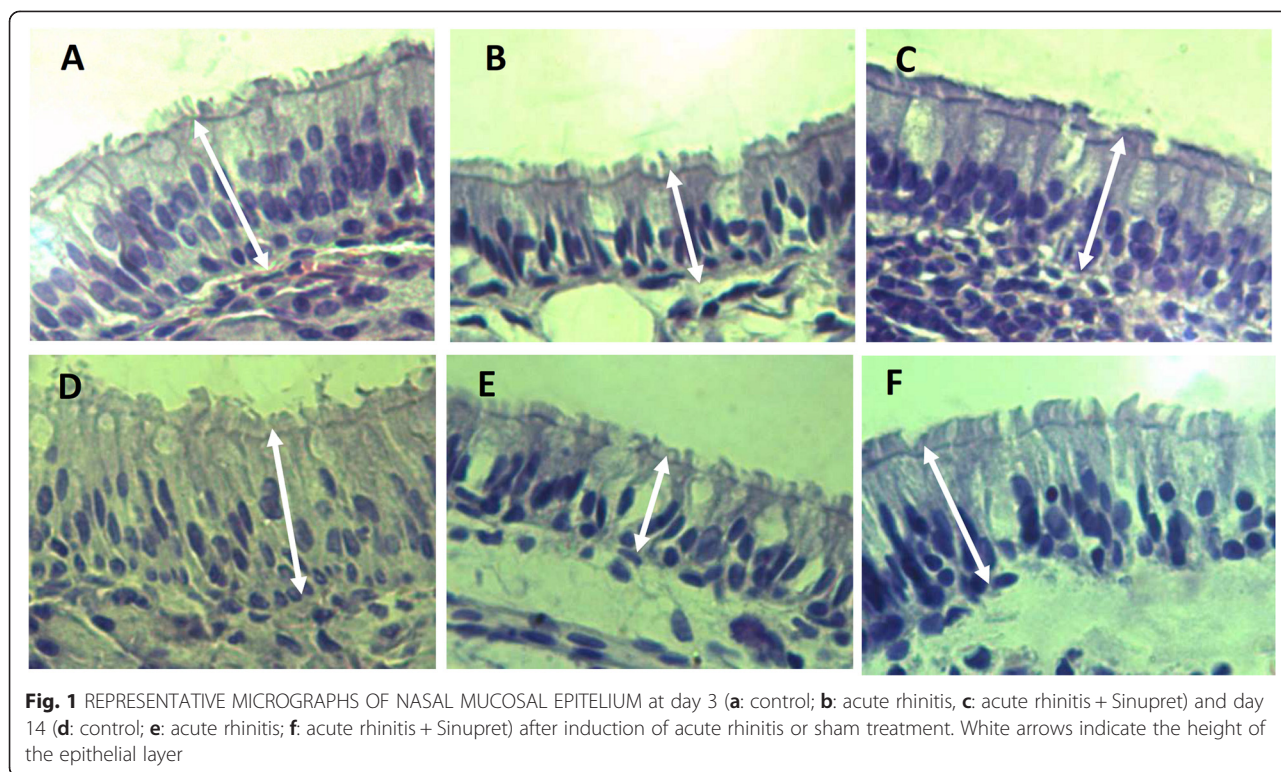 A
B
C
D
E
F
Fig. 1 REPRESENTATIVE MICROGRAPHS OF NASAL MUCOSAL EPITELIUM at day 3 (a: control; b: acute rhinitis, c: acute rhinitis + Sinupret) and day
14 (d: control; e: acute rhinitis; f: acute rhinitis + Sinupret) after induction of acute rhinitis or sham treatment. White arrows indicate the height of
the epithelial layer